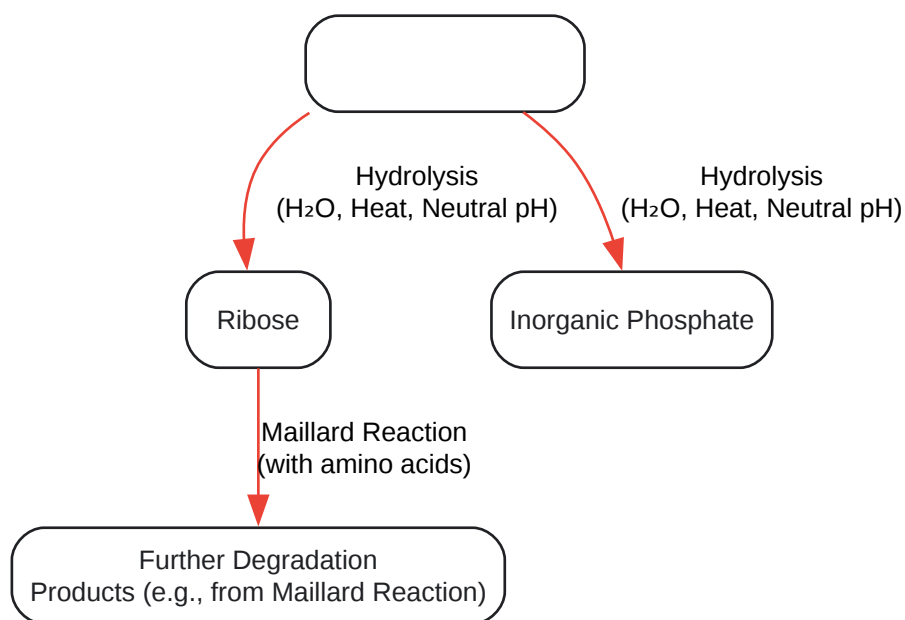 Hydrolysis
(H₂O, Heat, Neutral pH)
Hydrolysis
(H₂O, Heat, Neutral pH)
Ribose
Inorganic Phosphate
Maillard Reaction
(with amino acids)
Further Degradation
Products (e.g., from Maillard Reaction)